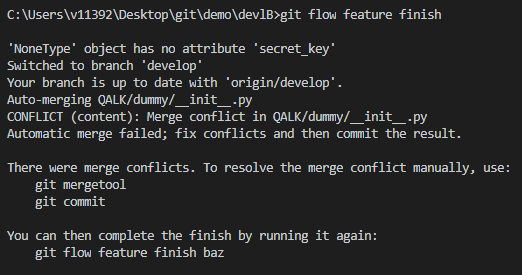 C:\Users\v11392\Desktop\git\demo\devlB>git flow feature finish
'NoneType' object has no attribute 'secret_key'
Switched to branch 'develop'
Your branch is up to date with 'origin/develop'.
Auto-merging QALK/dummy/__init__.py
CONFLICT (content): Merge conflict in QALK/dummy/__init__.py
Automatic merge failed; fix conflicts and then commit the result.
There were merge conflicts. To resolve the merge conflict manually, use:
git mergetool
git commit
You can then complete the finish by running it again:
git flow feature finish baz